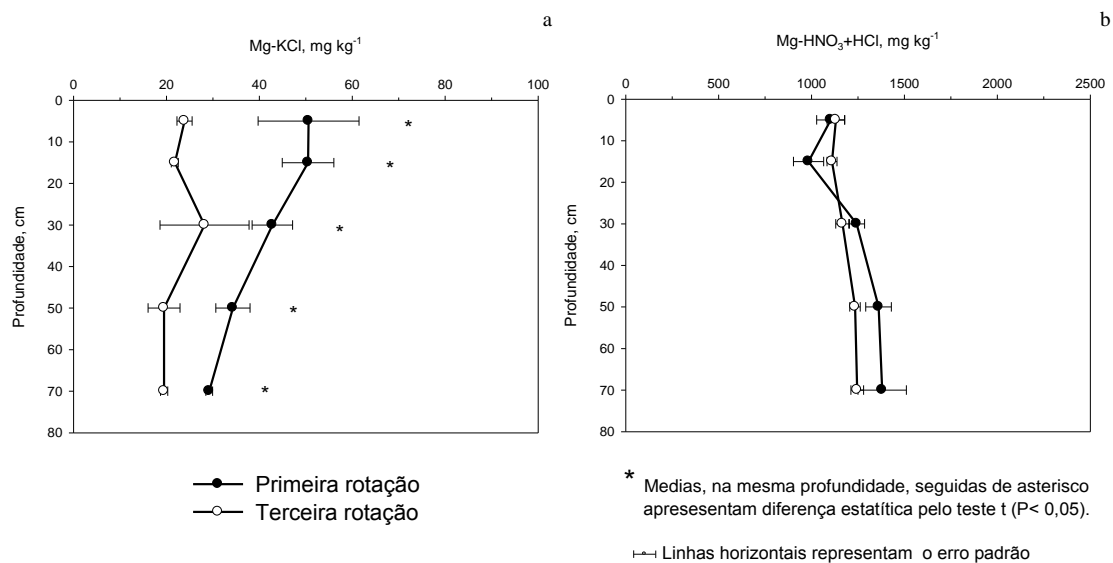 a
Mg-KCl, mg kg-1
0 20 40 60 80 100
0
10
20
30
40
50
60
70
80
Profundidade, cm
*
*
*
*
*
b
Mg-HNO3+HCl, mg kg-1
0 500 1000 1500 2000 2500
0
10
20
30
40
50
60
70
80
Profundidade, cm
Primeira rotação
Terceira rotação
* Medias, na mesma profundidade, seguidas de asterisco
apresesentam diferença estatítica pelo teste t (P< 0,05).
Linhas horizontais representam o erro padrão